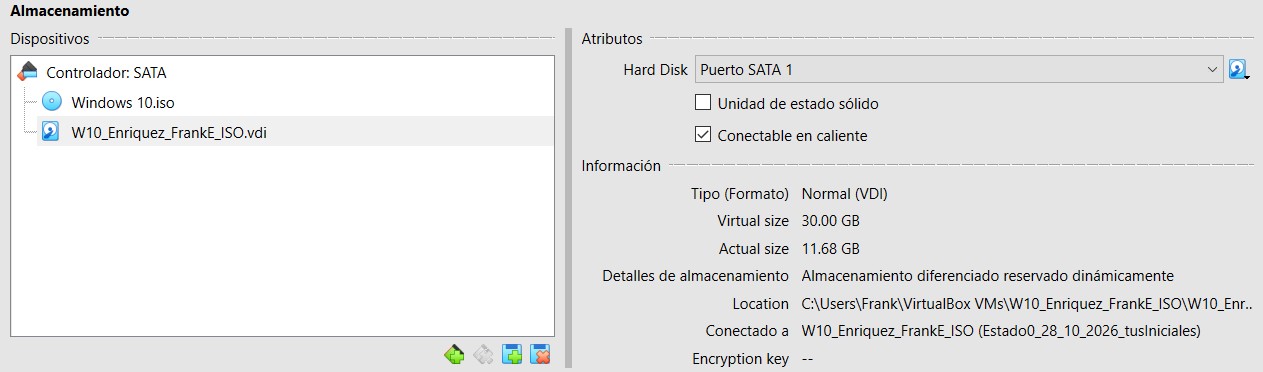 Almacenamiento
Dispositivos
Controlador: SATA
Windows 10.iso
W10_Enriquez_FrankE_ISO.vdi
Atributos
Hard Disk Puerto SATA 1
Unidad de estado sólido
Conectable en caliente
Información
Tipo (Formato) Normal (VDI)
Virtual size 30.00 GB
Actual size 11.68 GB
Detalles de almacenamiento Almacenamiento diferenciado reservado dinámicamente
Location C:\Users\Frank\VirtualBox VMs\W10_Enriquez_FrankE_ISO\W10_Enr...
Conectado a W10_Enriquez_FrankE_ISO (Estado0_28_10_2026_tusIniciales)
Encryption key --